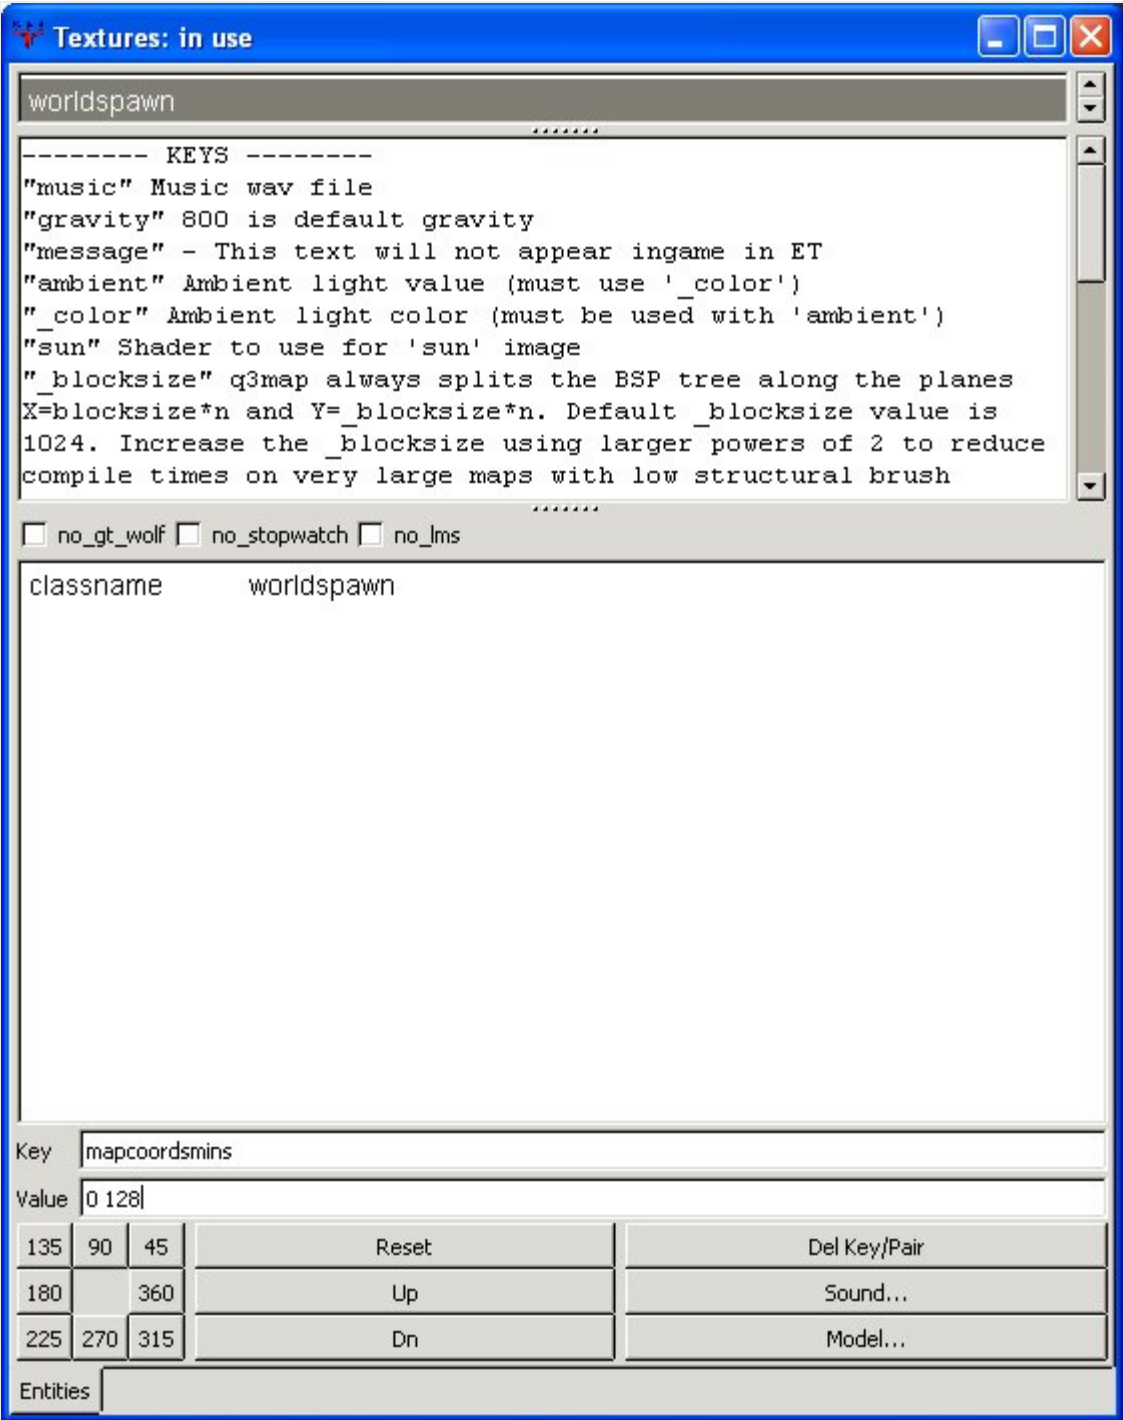 Textures: in use
worldspawn
-------- KEYS --------
"music" Music wav file
"gravity" 800 is default gravity
"message" - This text will not appear ingame in ET
"ambient" Ambient light value (must use '_color')
"_color" Ambient light color (must be used with 'ambient')
"sun" Shader to use for 'sun' image
"_blocksize" q3map always splits the BSP tree along the planes
X=blocksize*n and Y=_blocksize*n. Default _blocksize value is
1024. Increase the _blocksize using larger powers of 2 to reduce
compile times on very large maps with low structural brush
no_gt_wolf no_stopwatch no_lms
classname worldspawn
Key mapcoordsmins
Value 0 128
135 90 45 Reset Del Key/Pair
180 360 Up Sound...
225 270 315 Dn Model...
Entities